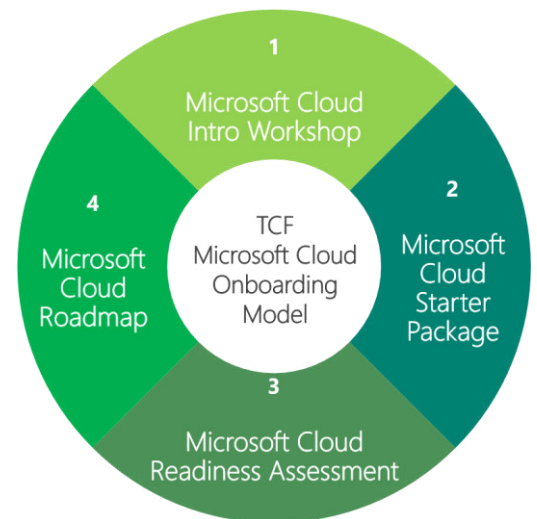 1
Microsoft Cloud
Intro Workshop
2
Microsoft
Cloud
Starter
Package
3
Microsoft Cloud
Readiness Assessment
4
Microsoft
Cloud
Roadmap
TCF
Microsoft Cloud
Onboarding
Model